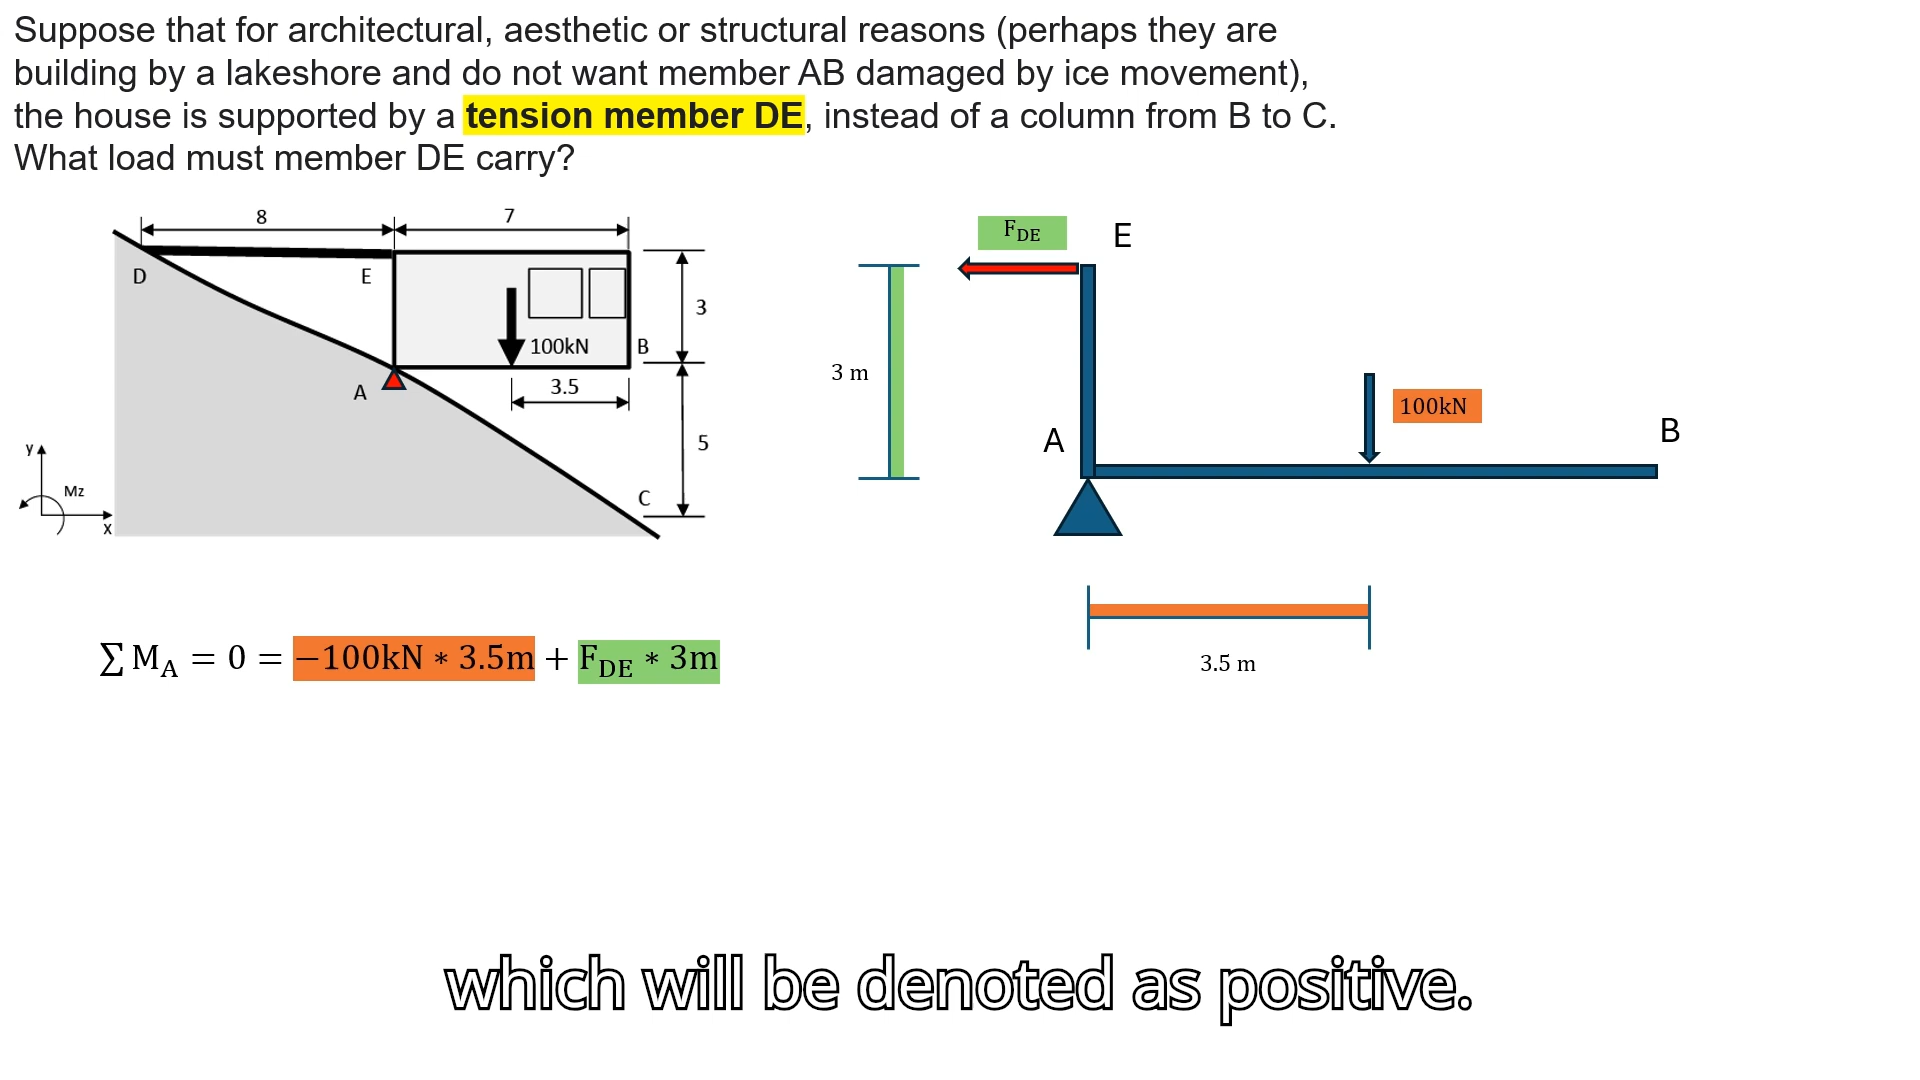 Suppose that for architectural, aesthetic or structural reasons (perhaps they are
building by a lakeshore and do not want member AB damaged by ice movement),
the house is supported by a tension member DE, instead of a column from B to C.
What load must member DE carry?
8
7
D
E
3
100kN
B
A
3.5
5
y
Mz
x
C
F_DE
E
3 m
100kN
A
B
3.5 m
∑ M_A = 0 = −100kN ∗ 3.5m + F_DE ∗ 3m
which will be denoted as positive.